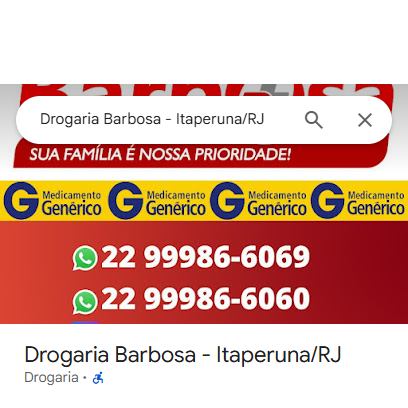 Barbosa
Drogaria Barbosa - Itaperuna/RJ
SUA FAMÍLIA É NOSSA PRIORIDADE!
G Medicamento Genérico G Medicamento Genérico G Medicamento Genérico G Medicamento Genérico
22 99986-6069
22 99986-6060
Drogaria Barbosa - Itaperuna/RJ
Drogaria ·